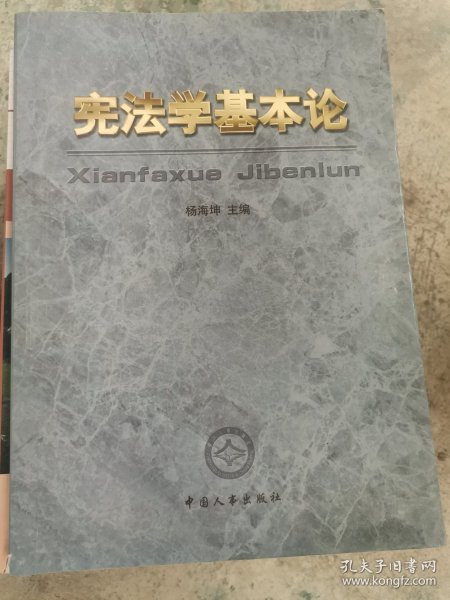 宪法学基本论
Xianfaxue Jibenlun
杨海坤 主编
中国人事出版社
孔夫子旧书网
www.kongfz.com